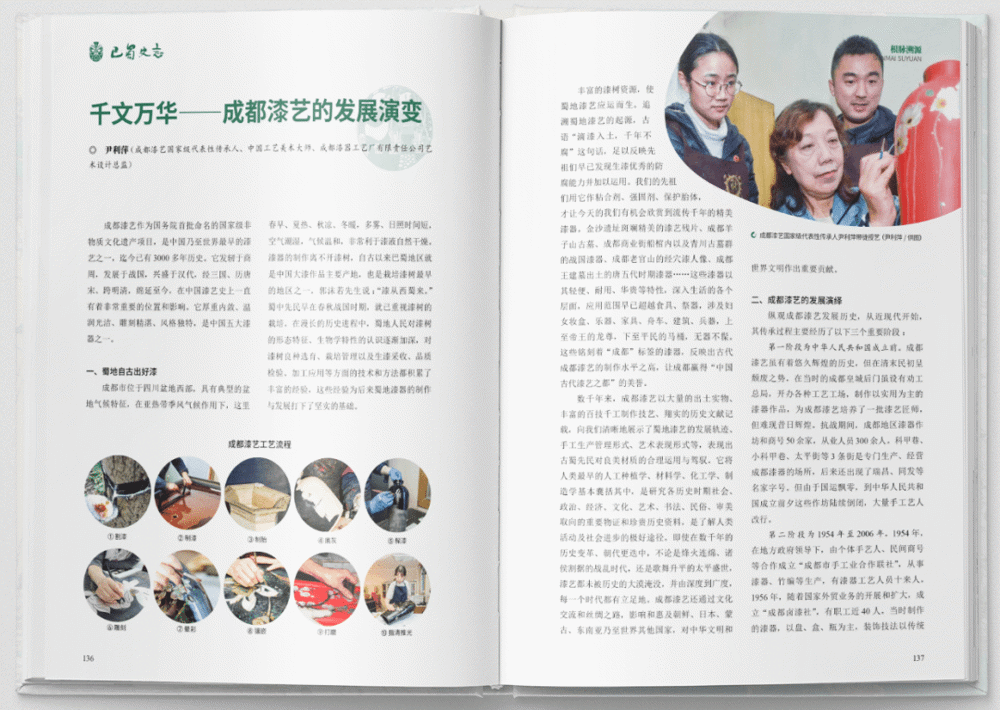 巴蜀史志
千文万华——成都漆艺的发展演变
◎ 尹利萍(成都漆艺国家级代表性传承人、中国工艺美术大师、成都漆器工艺厂有限责任公司艺
术设计总监)
成都漆艺作为国务院首批命名的国家级非
物质文化遗产项目，是中国乃至世界最早的漆
艺之一，迄今已有3000多年历史。它发轫于商
周、发展于战国，兴盛于汉代，经三国、历唐
宋、跨明清，绵延至今。在中国漆艺史上一直
有着非常重要的位置和影响。它厚重内敛、温
润光洁、雕刻精湛、风格独特，是中国五大漆
器之一。
一、蜀地自古出好漆
成都市位于四川盆地西部，具有典型的盆
地气候特征，在亚热带季风气候作用下，这里
春早、夏热、秋凉、冬暖，多雾、日照时间短，
空气潮湿，气候温和，非常利于漆液自然干燥。
漆器的制作离不开漆树，自古以来巴蜀地区就
是中国大漆作品主要产地，也是栽培漆树最早
的地区之一。郭沫若先生说：“漆从西蜀来。”
蜀中先民早在春秋战国时期，就已重视漆树的
栽培。在漫长的历史进程中，蜀地人民对漆树
的形态特征、生物学特性的认识逐渐加深，对
漆树良种选育、栽培管理以及生漆采收、品质
检验、加工应用等方面的技术和方法都积累了
丰富的经验，这些经验为后来蜀地漆器的制作
与发展打下了坚实的基础。
成都漆艺工艺流程
①割漆
②制漆
③制胎
④底灰
⑤髹漆
⑥雕刻
⑧镶嵌
⑨打磨
⑩揩清推光
136
根脉溯源
丰富的漆树资源，使
蜀地漆艺应运而生。追
溯蜀地漆艺的起源，古
语“滴漆入土，千年不
腐”这句话，足以反映先
祖们早已发现生漆优秀的防
腐能力并加以运用。我们的先祖
们用它作粘合剂、强固剂、保护胎体，
才让今天的我们有机会欣赏到流传千年的精美
漆器。金沙遗址斑斓精美的漆艺残片、成都羊
子山古墓、成都商业街船棺内以及青川古墓群
的战国漆器、成都老官山的经穴漆人像、成都
王建墓出土的唐五代时期漆器……这些漆器以
其轻便、耐用、华贵等特性，深入生活的各个
层面，应用范围早已超越食具、祭器，涉及妇
女妆盒、乐器、家具、舟车、建筑、兵器，上
至帝王的龙尊，下至平民的马桶，无器不髹。
这些铭刻着“成都”标签的漆器，反映出古代
成都漆艺的制作水平之高，让成都赢得“中国
古代漆艺之都”的美誉。
数千年来，成都漆艺以大量的出土实物、
丰富的百技千工制作技艺、翔实的历史文献记
载，向我们清晰地展示了蜀地漆艺的发展轨迹、
手工生产管理形式、艺术表现形式等，表现出
古蜀先民对良美材质的合理运用与驾驭。它将
人类最早的人工种植学、材料学、化工学、制
造学基本囊括其中，是研究各历史时期社会、
政治、经济、文化、艺术、书法、民俗、审美
取向的重要物证和珍贵历史资料，是了解人类
活动及社会进步的极好途径。即使在数千年的
历史变革、朝代更迭中，不论是烽火连绵、诸
侯割据的战乱时代，还是歌舞升平的太平盛世，
漆艺都未被历史的大漠淹没，并由深度到广度，
每一个时代都有立足地。成都漆艺还通过文化
交流和丝绸之路，影响和惠及朝鲜、日本、蒙
古、东南亚乃至世界其他国家，对中华文明和
成都漆艺国家级代表性传承人尹利萍带徒授艺（尹利萍 / 供图）
世界文明作出重要贡献。
二、成都漆艺的发展演绎
纵观成都漆艺发展历史，从近现代开始，
其传承过程主要经历了以下三个重要阶段：
第一阶段为中华人民共和国成立前。成都
漆艺虽有着悠久辉煌的历史，但在清末民初呈
颓废之势。在当时的成都皇城后门虽设有劝工
总局，开办各种工艺工场，制作以实用为主的
漆器作品，为成都漆艺培养了一批漆艺匠师，
但难现昔日辉煌。抗战期间，成都地区漆器作
坊和商号50余家，从业人员300余人，科甲巷、
小科甲巷、太平街等3条街是专门生产、经营
成都漆器的场所，后来还出现了瑞昌、同发等
名家字号。但由于国运飘零，到中华人民共和
国成立前夕这些作坊陆续倒闭，大量手工艺人
改行。
第二阶段为1954年至2006年。1954年，
在地方政府领导下，由个体手艺人、民间商号
等合作成立“成都市手工业合作联社”，从事
漆器、竹编等生产，有漆器工艺人员十来人。
1956年，随着国家外贸业务的开展和扩大，成
立“成都卤漆社”，有职工近40人，当时制作
的漆器，以盘、盒、瓶为主，装饰技法以传统
137